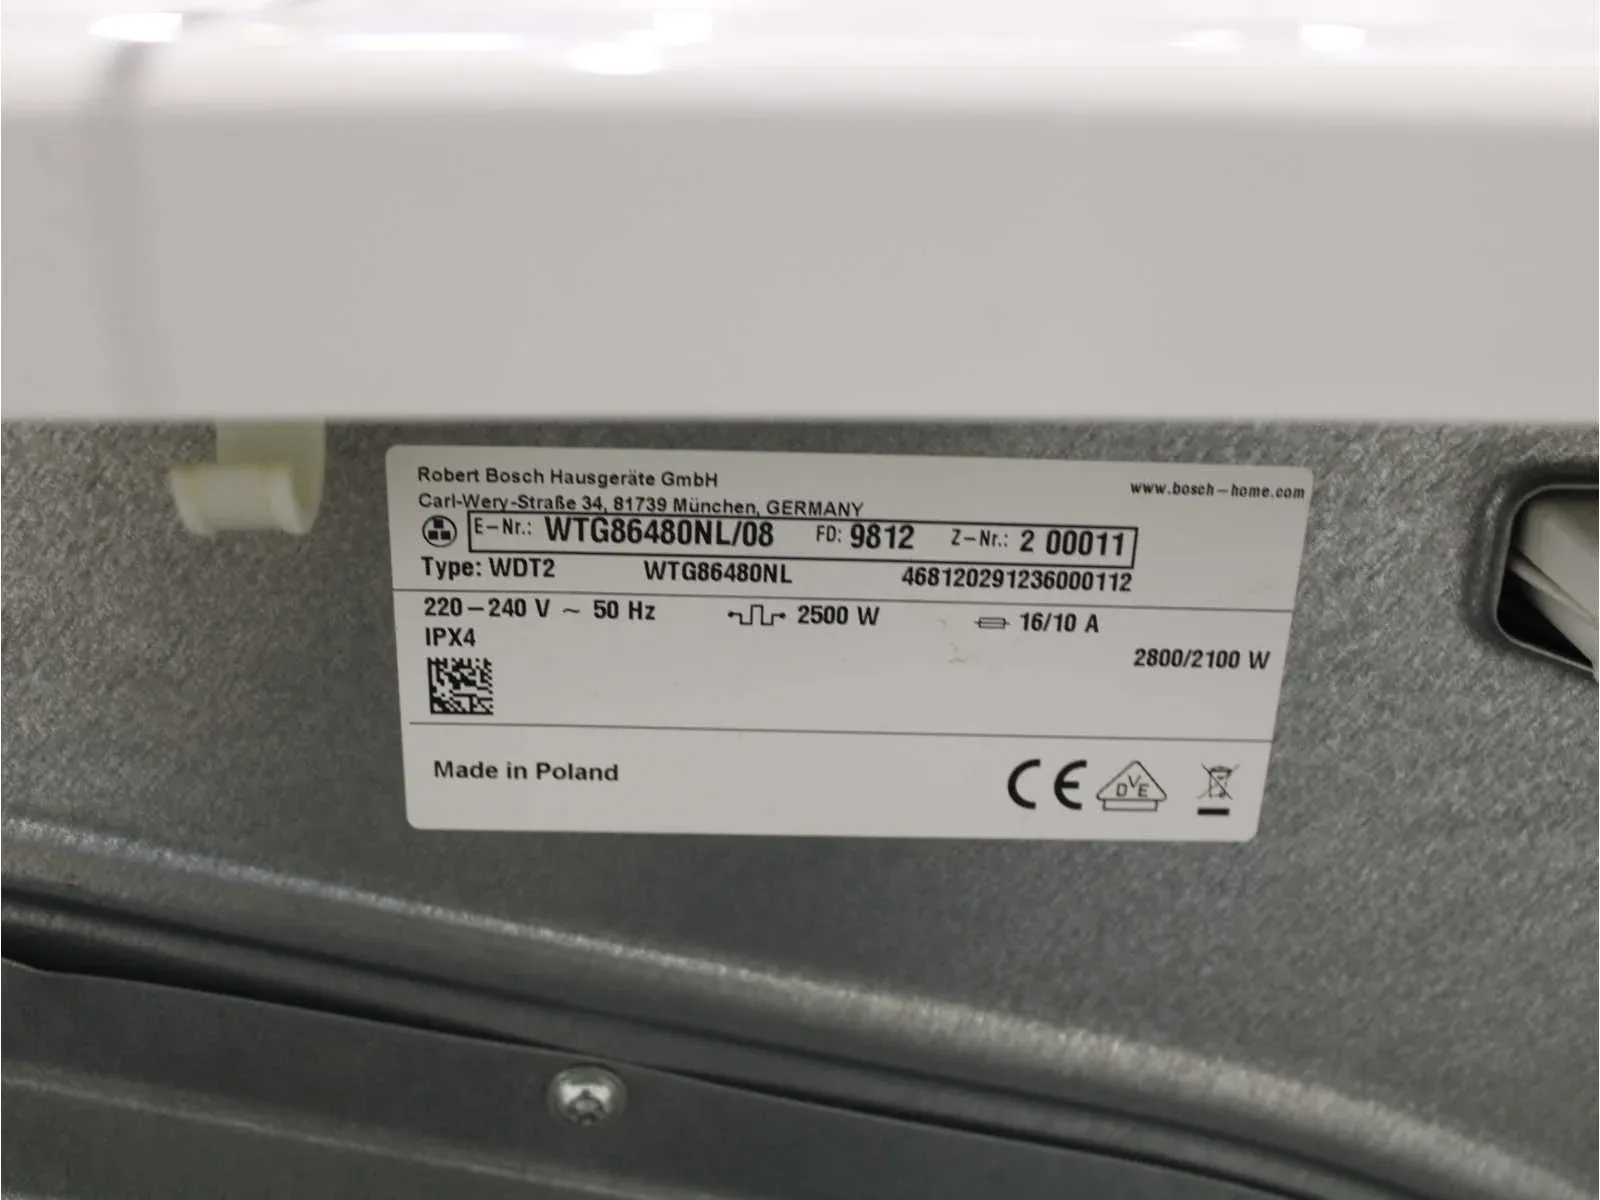 Robert Bosch Hausgeräte GmbH
Carl-Wery-Straße 34, 81739 München, GERMANY
www.bosch-home.com
E-Nr.: WTG86480NL/08 FD: 9812 Z-Nr.: 2 00011
Type: WDT2 WTG86480NL 468120291236000112
220-240 V ~ 50 Hz 2500 W 16/10 A
IPX4
2800/2100 W
Made in Poland
CE DVE